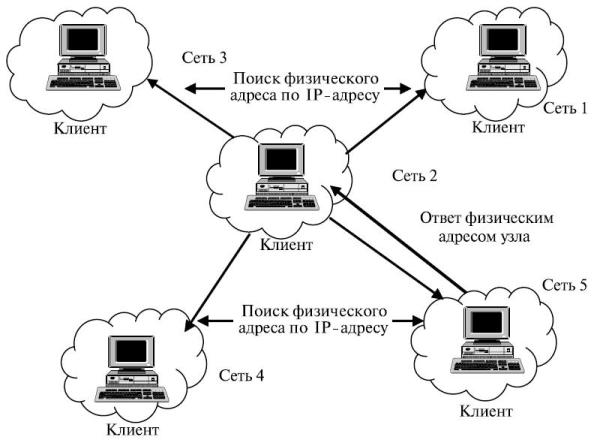 Сеть 3
Поиск физического
адреса по IP-адресу
Клиент
Сеть 1
Клиент
Сеть 2
Клиент
Ответ физическим
адресом узла
Сеть 5
Поиск физического
адреса по IP-адресу
Сеть 4
Клиент
Клиент